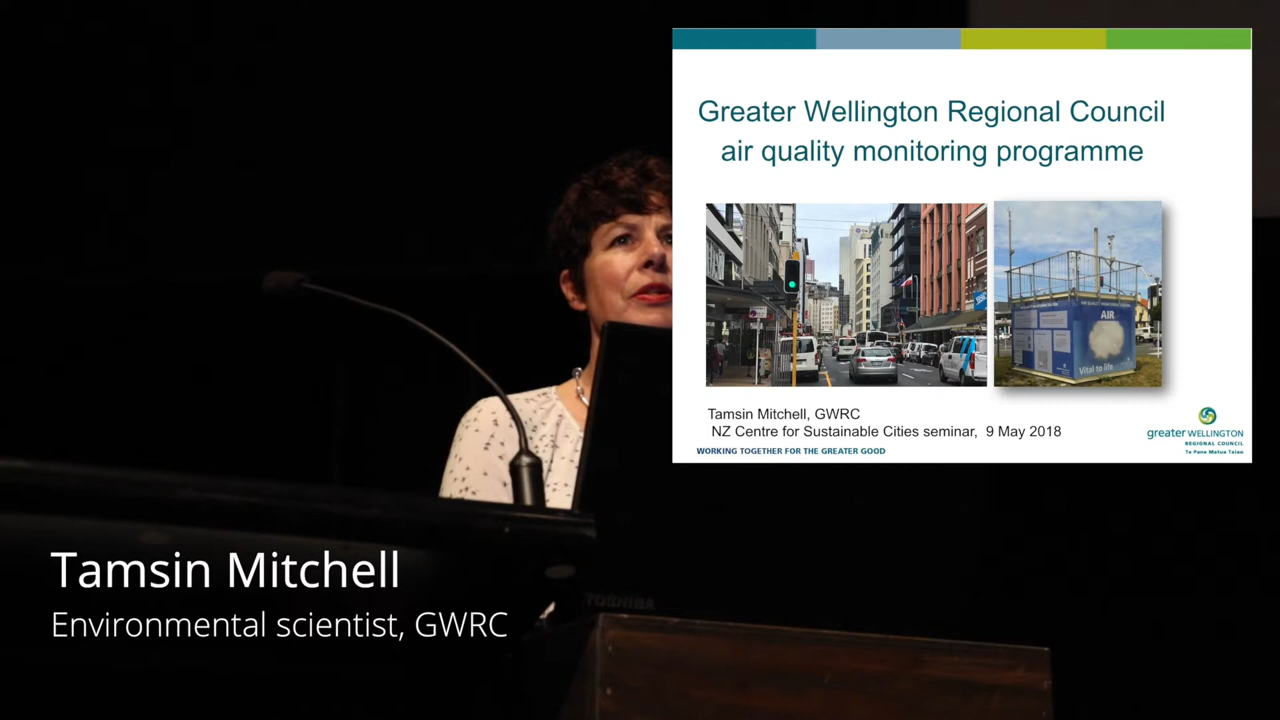 Greater Wellington Regional Council
air quality monitoring programme
AIR
Vital to life
Tamsin Mitchell, GWRC
NZ Centre for Sustainable Cities seminar, 9 May 2018
WORKING TOGETHER FOR THE GREATER GOOD
greater WELLINGTON
REGIONAL COUNCIL
Te Pane Matua Taiao
Tamsin Mitchell
Environmental scientist, GWRC
TOSHIBA